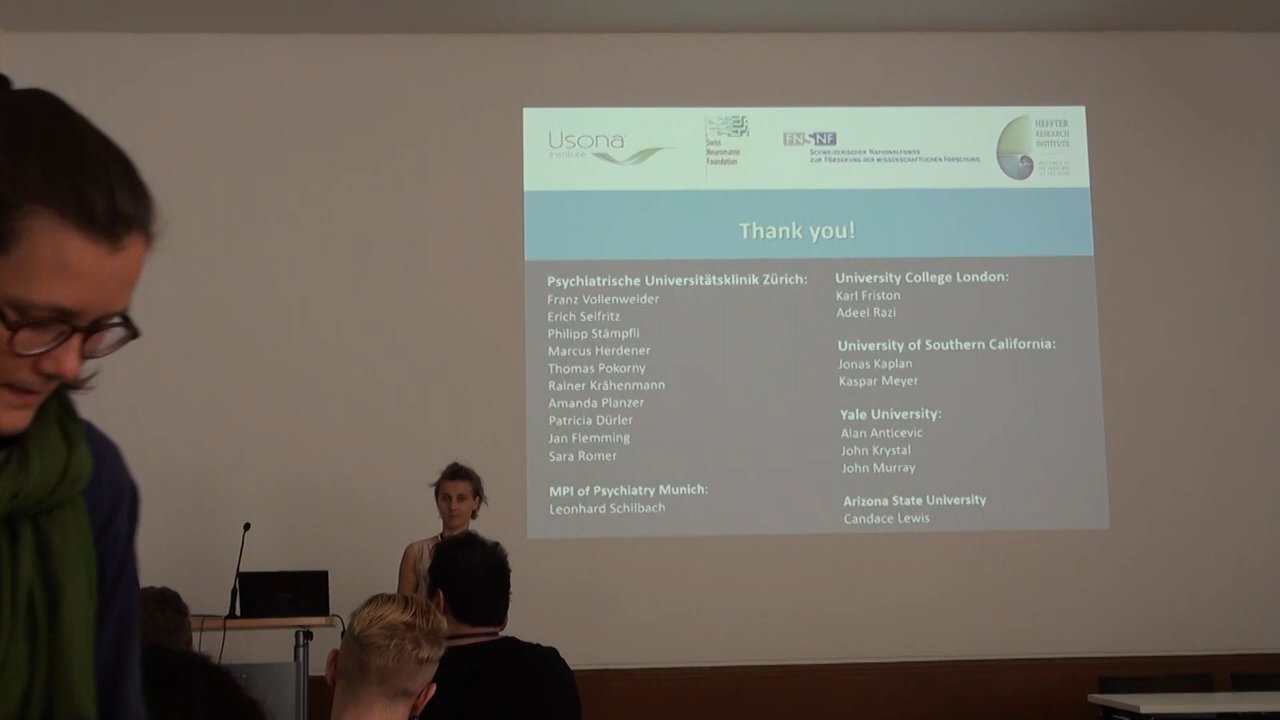 Usona
Institute
Swiss
Neuromatrix
Foundation
FNSNF
SCHWEIZERISCHER NATIONALFONDS
ZUR FÖRDERUNG DER WISSENSCHAFTLICHEN FORSCHUNG
HEFFTER
RESEARCH
INSTITUTE
Thank you!
Psychiatrische Universitätsklinik Zürich:
Franz Vollenweider
Erich Seifritz
Philipp Stämpfli
Marcus Herdener
Thomas Pokorny
Rainer Krähenmann
Amanda Planzer
Patricia Dürler
Jan Flemming
Sara Romer
MPI of Psychiatry Munich:
Leonhard Schilbach
University College London:
Karl Friston
Adeel Razi
University of Southern California:
Jonas Kaplan
Kaspar Meyer
Yale University:
Alan Anticevic
John Krystal
John Murray
Arizona State University
Candace Lewis